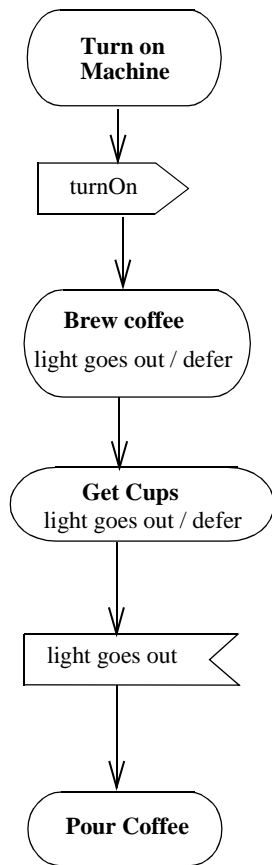 Turn on
Machine
turnOn
Brew coffee
light goes out / defer
Get Cups
light goes out / defer
light goes out
Pour Coffee